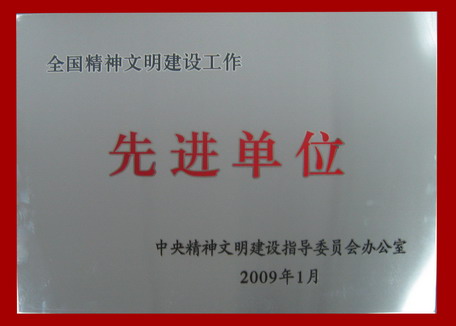 全国精神文明建设工作
先进单位
中央精神文明建设指导委员会办公室
2009年1月